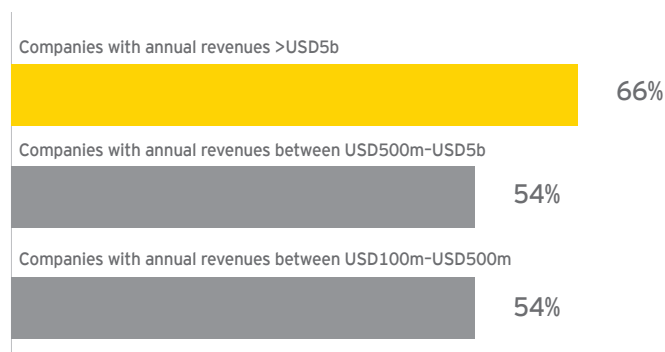 Companies with annual revenues >USD5b
66%
Companies with annual revenues between USD500m–USD5b
54%
Companies with annual revenues between USD100m–USD500m
54%